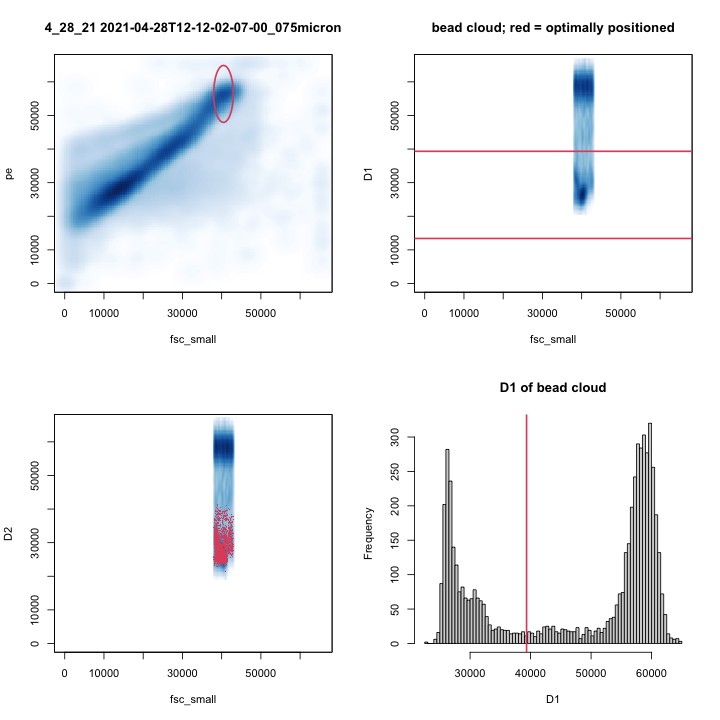 4_28_21 2021-04-28T12-12-02-07-00_075micron
pe
50000
30000
10000
0
0 10000 30000 50000
fsc_small
bead cloud; red = optimally positioned
D1
50000
30000
10000
0
0 10000 30000 50000
fsc_small
D2
50000
30000
10000
0
0 10000 30000 50000
fsc_small
D1 of bead cloud
Frequency
300
250
200
150
100
50
0
30000 40000 50000 60000
D1